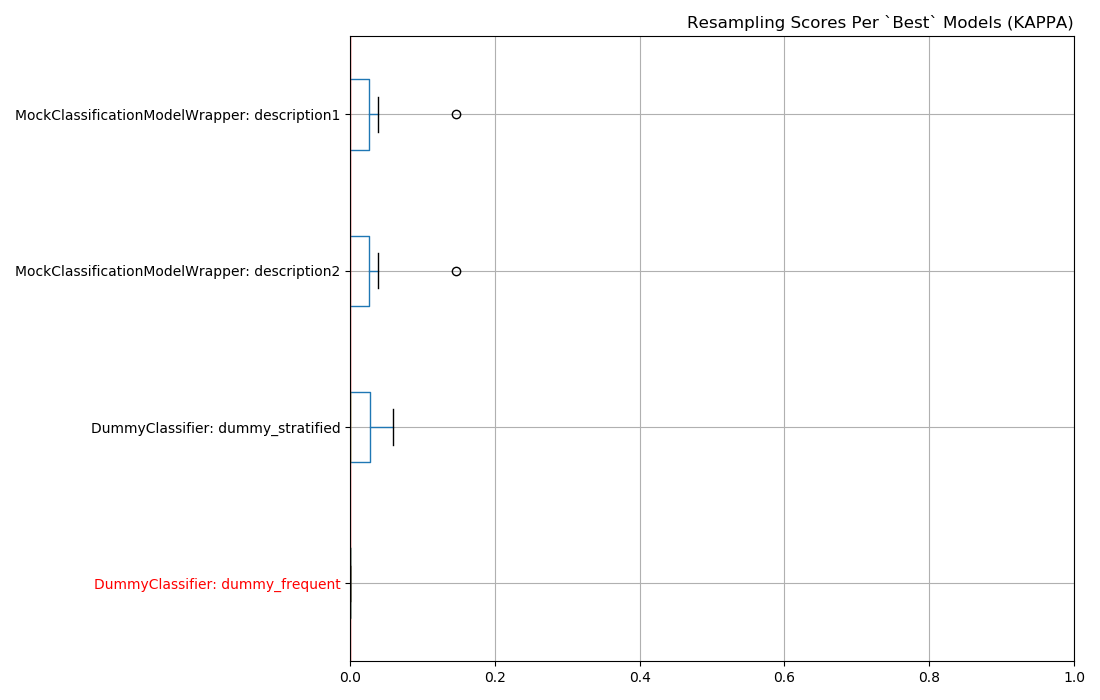 Resampling Scores Per `Best` Models (KAPPA)
MockClassificationModelWrapper: description1
MockClassificationModelWrapper: description2
DummyClassifier: dummy_stratified
DummyClassifier: dummy_frequent
0.0 0.2 0.4 0.6 0.8 1.0